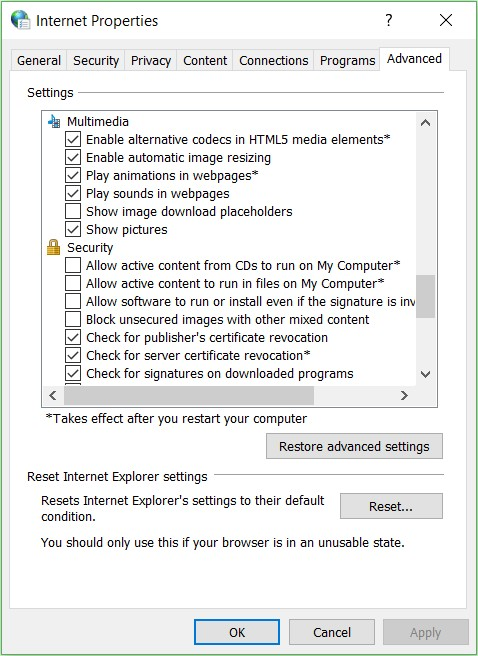 Internet Properties
?
General
Security
Privacy
Content
Connections
Programs
Advanced
Settings
Multimedia
Enable alternative codecs in HTML5 media elements*
Enable automatic image resizing
Play animations in webpages*
Play sounds in webpages
Show image download placeholders
Show pictures
Security
Allow active content from CDs to run on My Computer*
Allow active content to run in files on My Computer*
Allow software to run or install even if the signature is inv
Block unsecured images with other mixed content
Check for publisher's certificate revocation
Check for server certificate revocation*
Check for signatures on downloaded programs
*Takes effect after you restart your computer
Restore advanced settings
Reset Internet Explorer settings
Resets Internet Explorer's settings to their default
condition.
Reset...
You should only use this if your browser is in an unusable state.
OK
Cancel
Apply